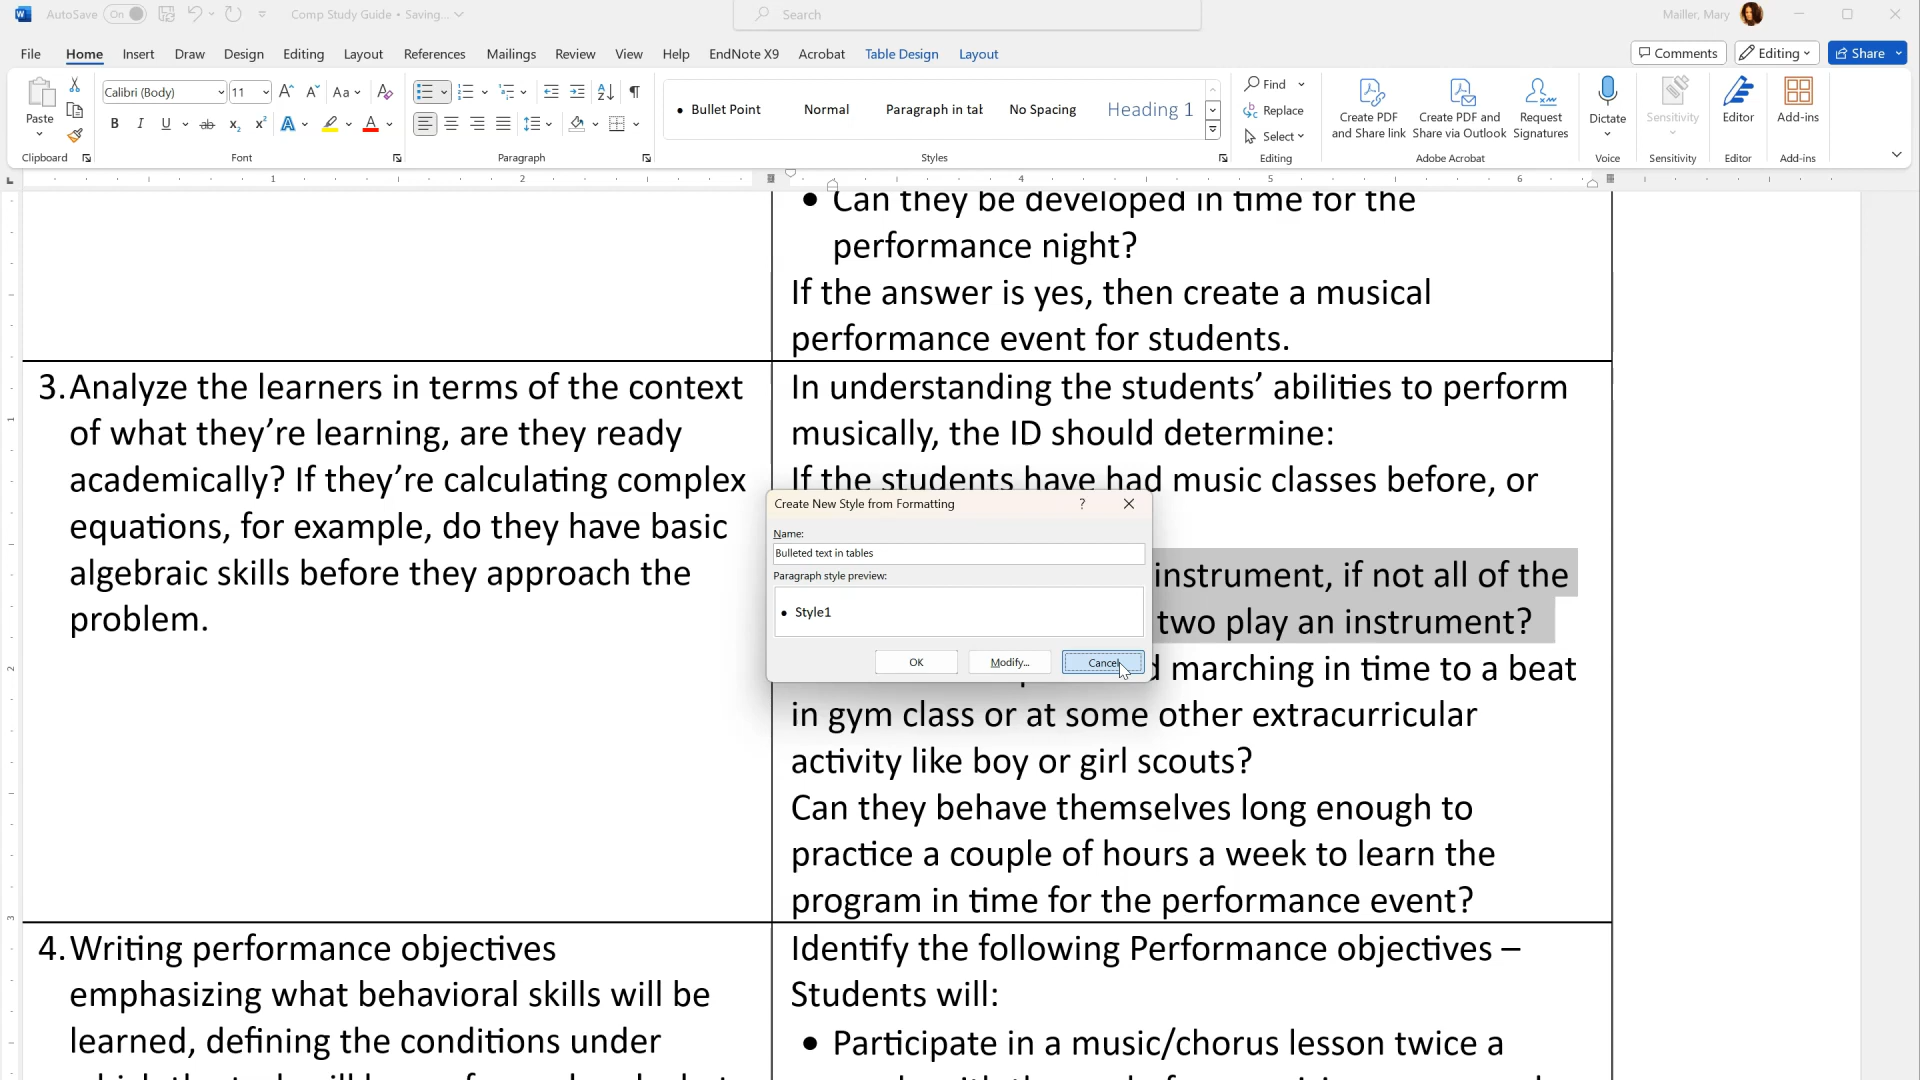 AutoSave On Comp Study Guide • Saving... Search Mailler, Mary
File Home Insert Draw Design Editing Layout References Mailings Review View Help EndNote X9 Acrobat Table Design Layout Comments Editing Share
Calibri (Body) 11 Aa
Paste
B I U ab x₂ x² A A
• Bullet Point Normal Paragraph in tab No Spacing Heading 1
Find
Replace
Select
Create PDF
and Share link
Create PDF and
Share via Outlook
Request
Signatures
Dictate
Sensitivity
Editor
Add-ins
Clipboard Font Paragraph Styles Editing Adobe Acrobat Voice Sensitivity Editor Add-ins
1 2 4 5 6
• Can they be developed in time for the
performance night?
If the answer is yes, then create a musical
performance event for students.
3. Analyze the learners in terms of the context
of what they’re learning, are they ready
academically? If they’re calculating complex
equations, for example, do they have basic
algebraic skills before they approach the
problem.
In understanding the students’ abilities to perform
musically, the ID should determine:
If the students have had music classes before, or
instrument, if not all of the
two play an instrument?
marching in time to a beat
in gym class or at some other extracurricular
activity like boy or girl scouts?
Can they behave themselves long enough to
practice a couple of hours a week to learn the
program in time for the performance event?
Create New Style from Formatting ?
Name:
Bulleted text in tables
Paragraph style preview:
• Style1
OK Modify... Cancel
4. Writing performance objectives
emphasizing what behavioral skills will be
learned, defining the conditions under
Identify the following Performance objectives –
Students will:
• Participate in a music/chorus lesson twice a
1
2
3